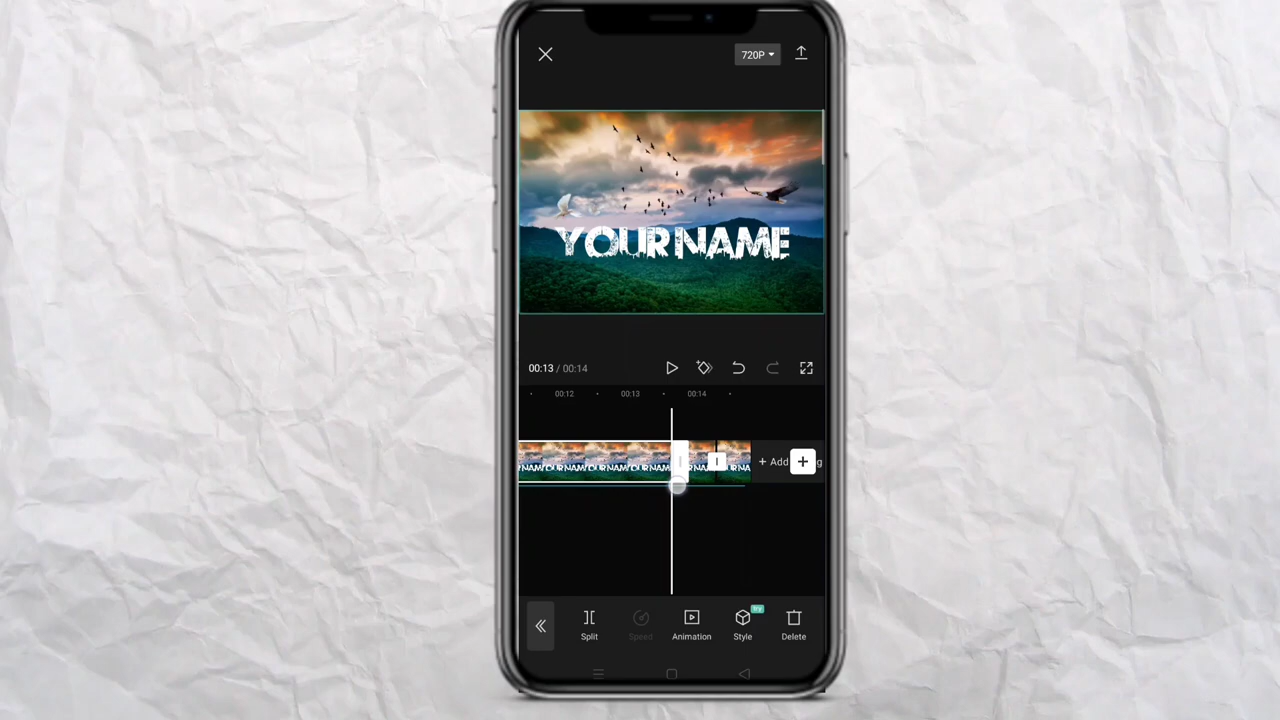 720P
YOUR NAME
00:13 / 00:14
00:12 00:13 00:14
+ Add
Split Speed Animation Style Delete
try